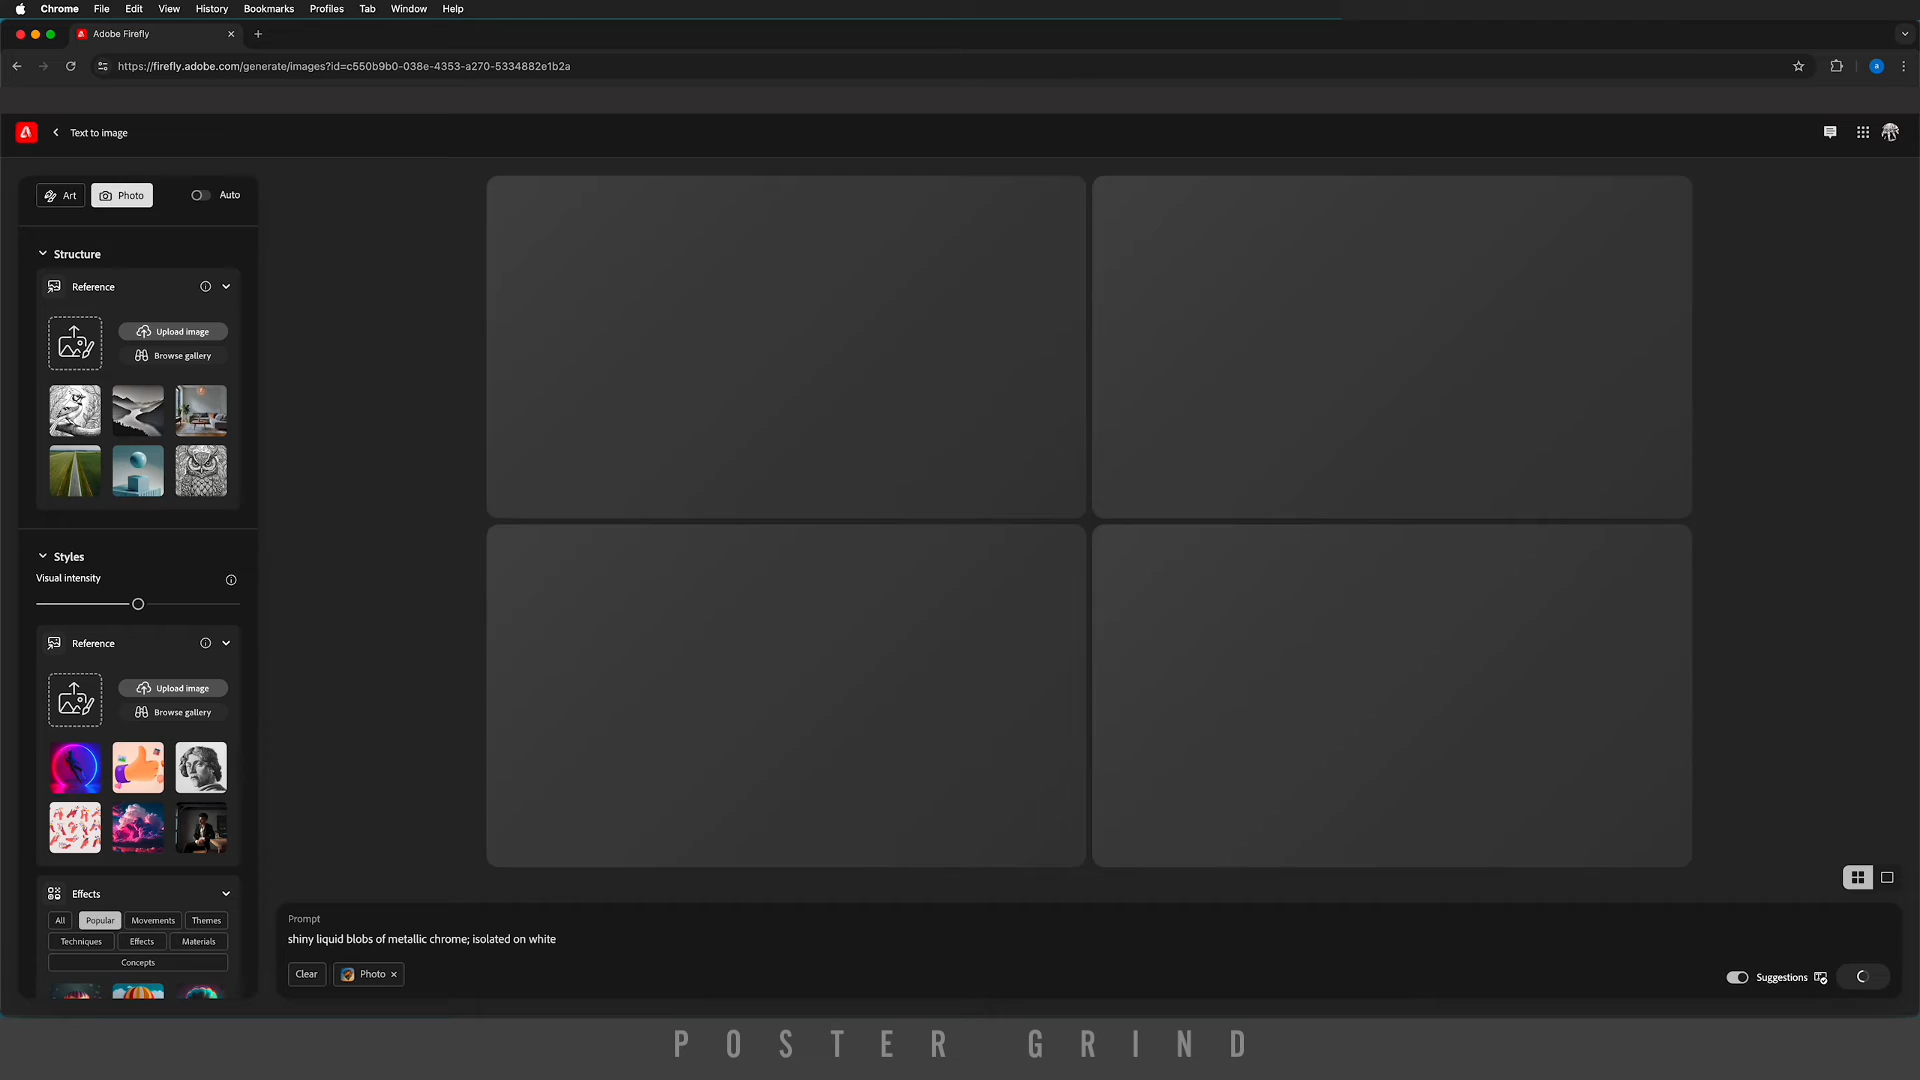 Chrome File Edit View History Bookmarks Profiles Tab Window Help
Adobe Firefly
https://firefly.adobe.com/generate/images?id=c550b9b0-038e-4353-a270-5334882e1b2a
a
Text to image
Art Photo Auto
Structure
Reference
Upload image
Browse gallery
Styles
Visual intensity
Reference
Upload image
Browse gallery
Effects
All Popular Movements Themes
Techniques Effects Materials
Concepts
Prompt
shiny liquid blobs of metallic chrome; isolated on white
Clear Photo
Suggestions
POSTER GRIND